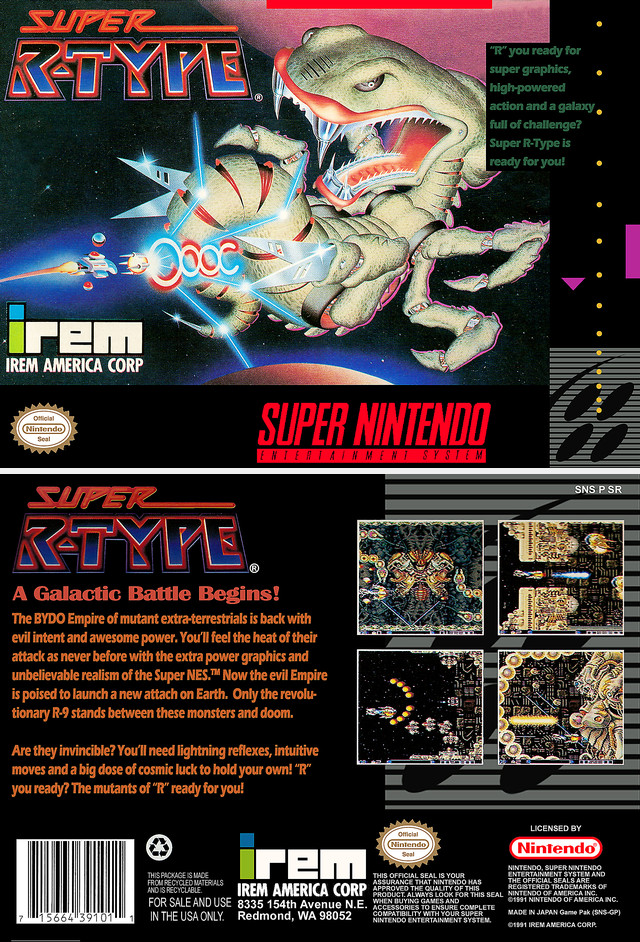 SUPER
R-TYPE®
"R" you ready for
super graphics,
high-powered
action and a galaxy
full of challenge?
Super R-Type is
ready for you!
irem
IREM AMERICA CORP
Official
Nintendo
Seal
SUPER NINTENDO
ENTERTAINMENT SYSTEM
SNS P SR
SUPER
R-TYPE®
A Galactic Battle Begins!
The BYDO Empire of mutant extra-terrestrials is back with
evil intent and awesome power. You'll feel the heat of their
attack as never before with the extra power graphics and
unbelievable realism of the Super NES.™ Now the evil Empire
is poised to launch a new attach on Earth. Only the revolu-
tionary R-9 stands between these monsters and doom.
Are they invincible? You'll need lightning reflexes, intuitive
moves and a big dose of cosmic luck to hold your own! "R"
you ready? The mutants of "R" ready for you!
7 15664 39101 1
THIS PACKAGE IS MADE
FROM RECYCLED MATERIALS
AND IS RECYCLABLE.
FOR SALE AND USE
IN THE USA ONLY.
irem
IREM AMERICA CORP
8335 154th Avenue N.E.
Redmond, WA 98052
Official
Nintendo
Seal
THIS OFFICIAL SEAL IS YOUR
ASSURANCE THAT NINTENDO HAS
APPROVED THE QUALITY OF THIS
PRODUCT. ALWAYS LOOK FOR THIS SEAL
WHEN BUYING GAMES AND
ACCESSORIES TO ENSURE COMPLETE
COMPATIBILITY WITH YOUR SUPER
NINTENDO ENTERTAINMENT SYSTEM.
LICENSED BY
Nintendo®
NINTENDO, SUPER NINTENDO
ENTERTAINMENT SYSTEM AND
THE OFFICIAL SEALS ARE
REGISTERED TRADEMARKS OF
NINTENDO OF AMERICA INC.
©1991 NINTENDO OF AMERICA INC.
MADE IN JAPAN Game Pak (SNS-GP)
©1991 IREM AMERICA CORP.